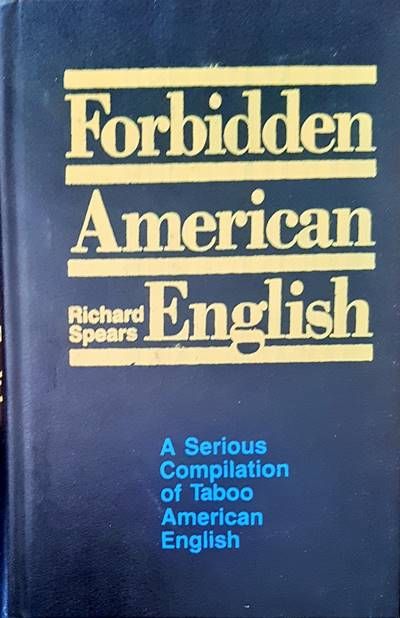 Forbidden
American
Richard
Spears
English
A Serious
Compilation
of Taboo
American
English